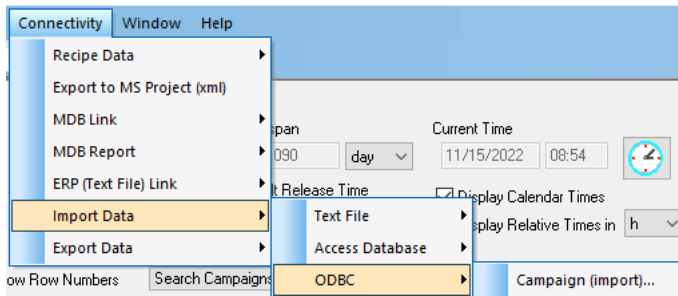 Connectivity Window Help
Recipe Data
Export to MS Project (xml)
MDB Link
span Current Time
MDB Report
090 day 11/15/2022 08:54
ERP (Text File) Link
lt Release Time Display Calendar Times
Import Data Text File
splay Relative Times in h
Export Data Access Database
ow Row Numbers Search Campaigns ODBC Campaign (import)...